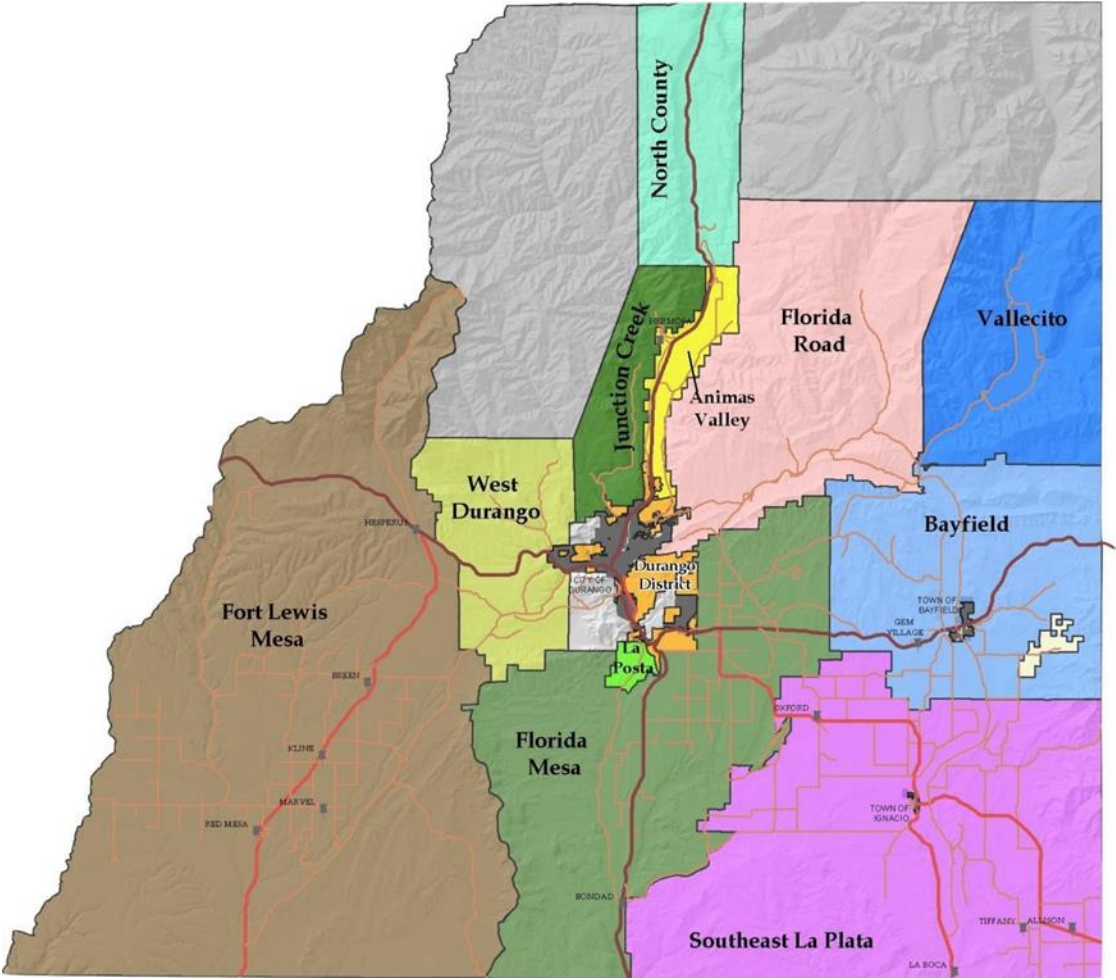 North County
Junction Creek
HERMOSA
Florida
Road
Vallecito
Animas
Valley
West
Durango
HESPERUS
Bayfield
Durango
District
CITY OF
DURANGO
TOWN OF
BAYFIELD
GEM
VILLAGE
Fort Lewis
Mesa
La
Posta
BREEN
OXFORD
Florida
Mesa
KLINE
MARVEL
RED MESA
TOWN OF
IGNACIO
BONDAD
TIFFANY
ALLISON
Southeast La Plata
LA BOCA